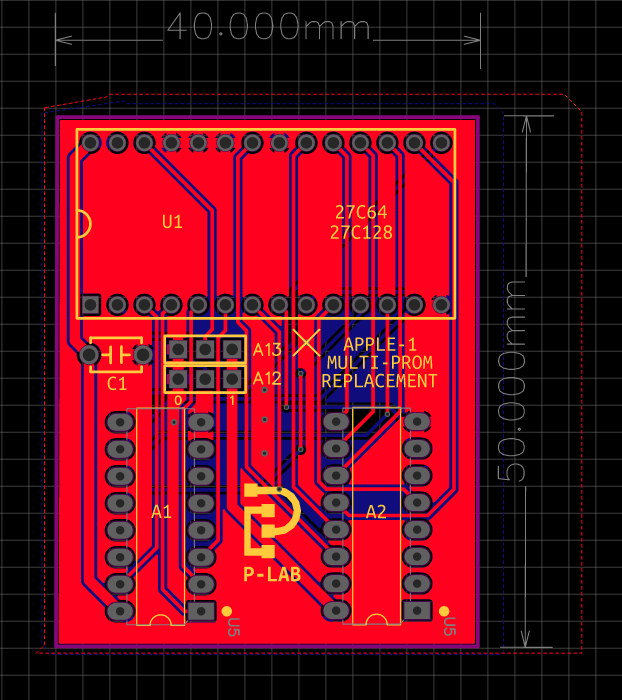 40.000mm
U1
27C64
27C128
50.000mm
A13
APPLE-1
MULTI-PROM
REPLACEMENT
C1
A12
0 1
A1
A2
P-LAB
U5
U5